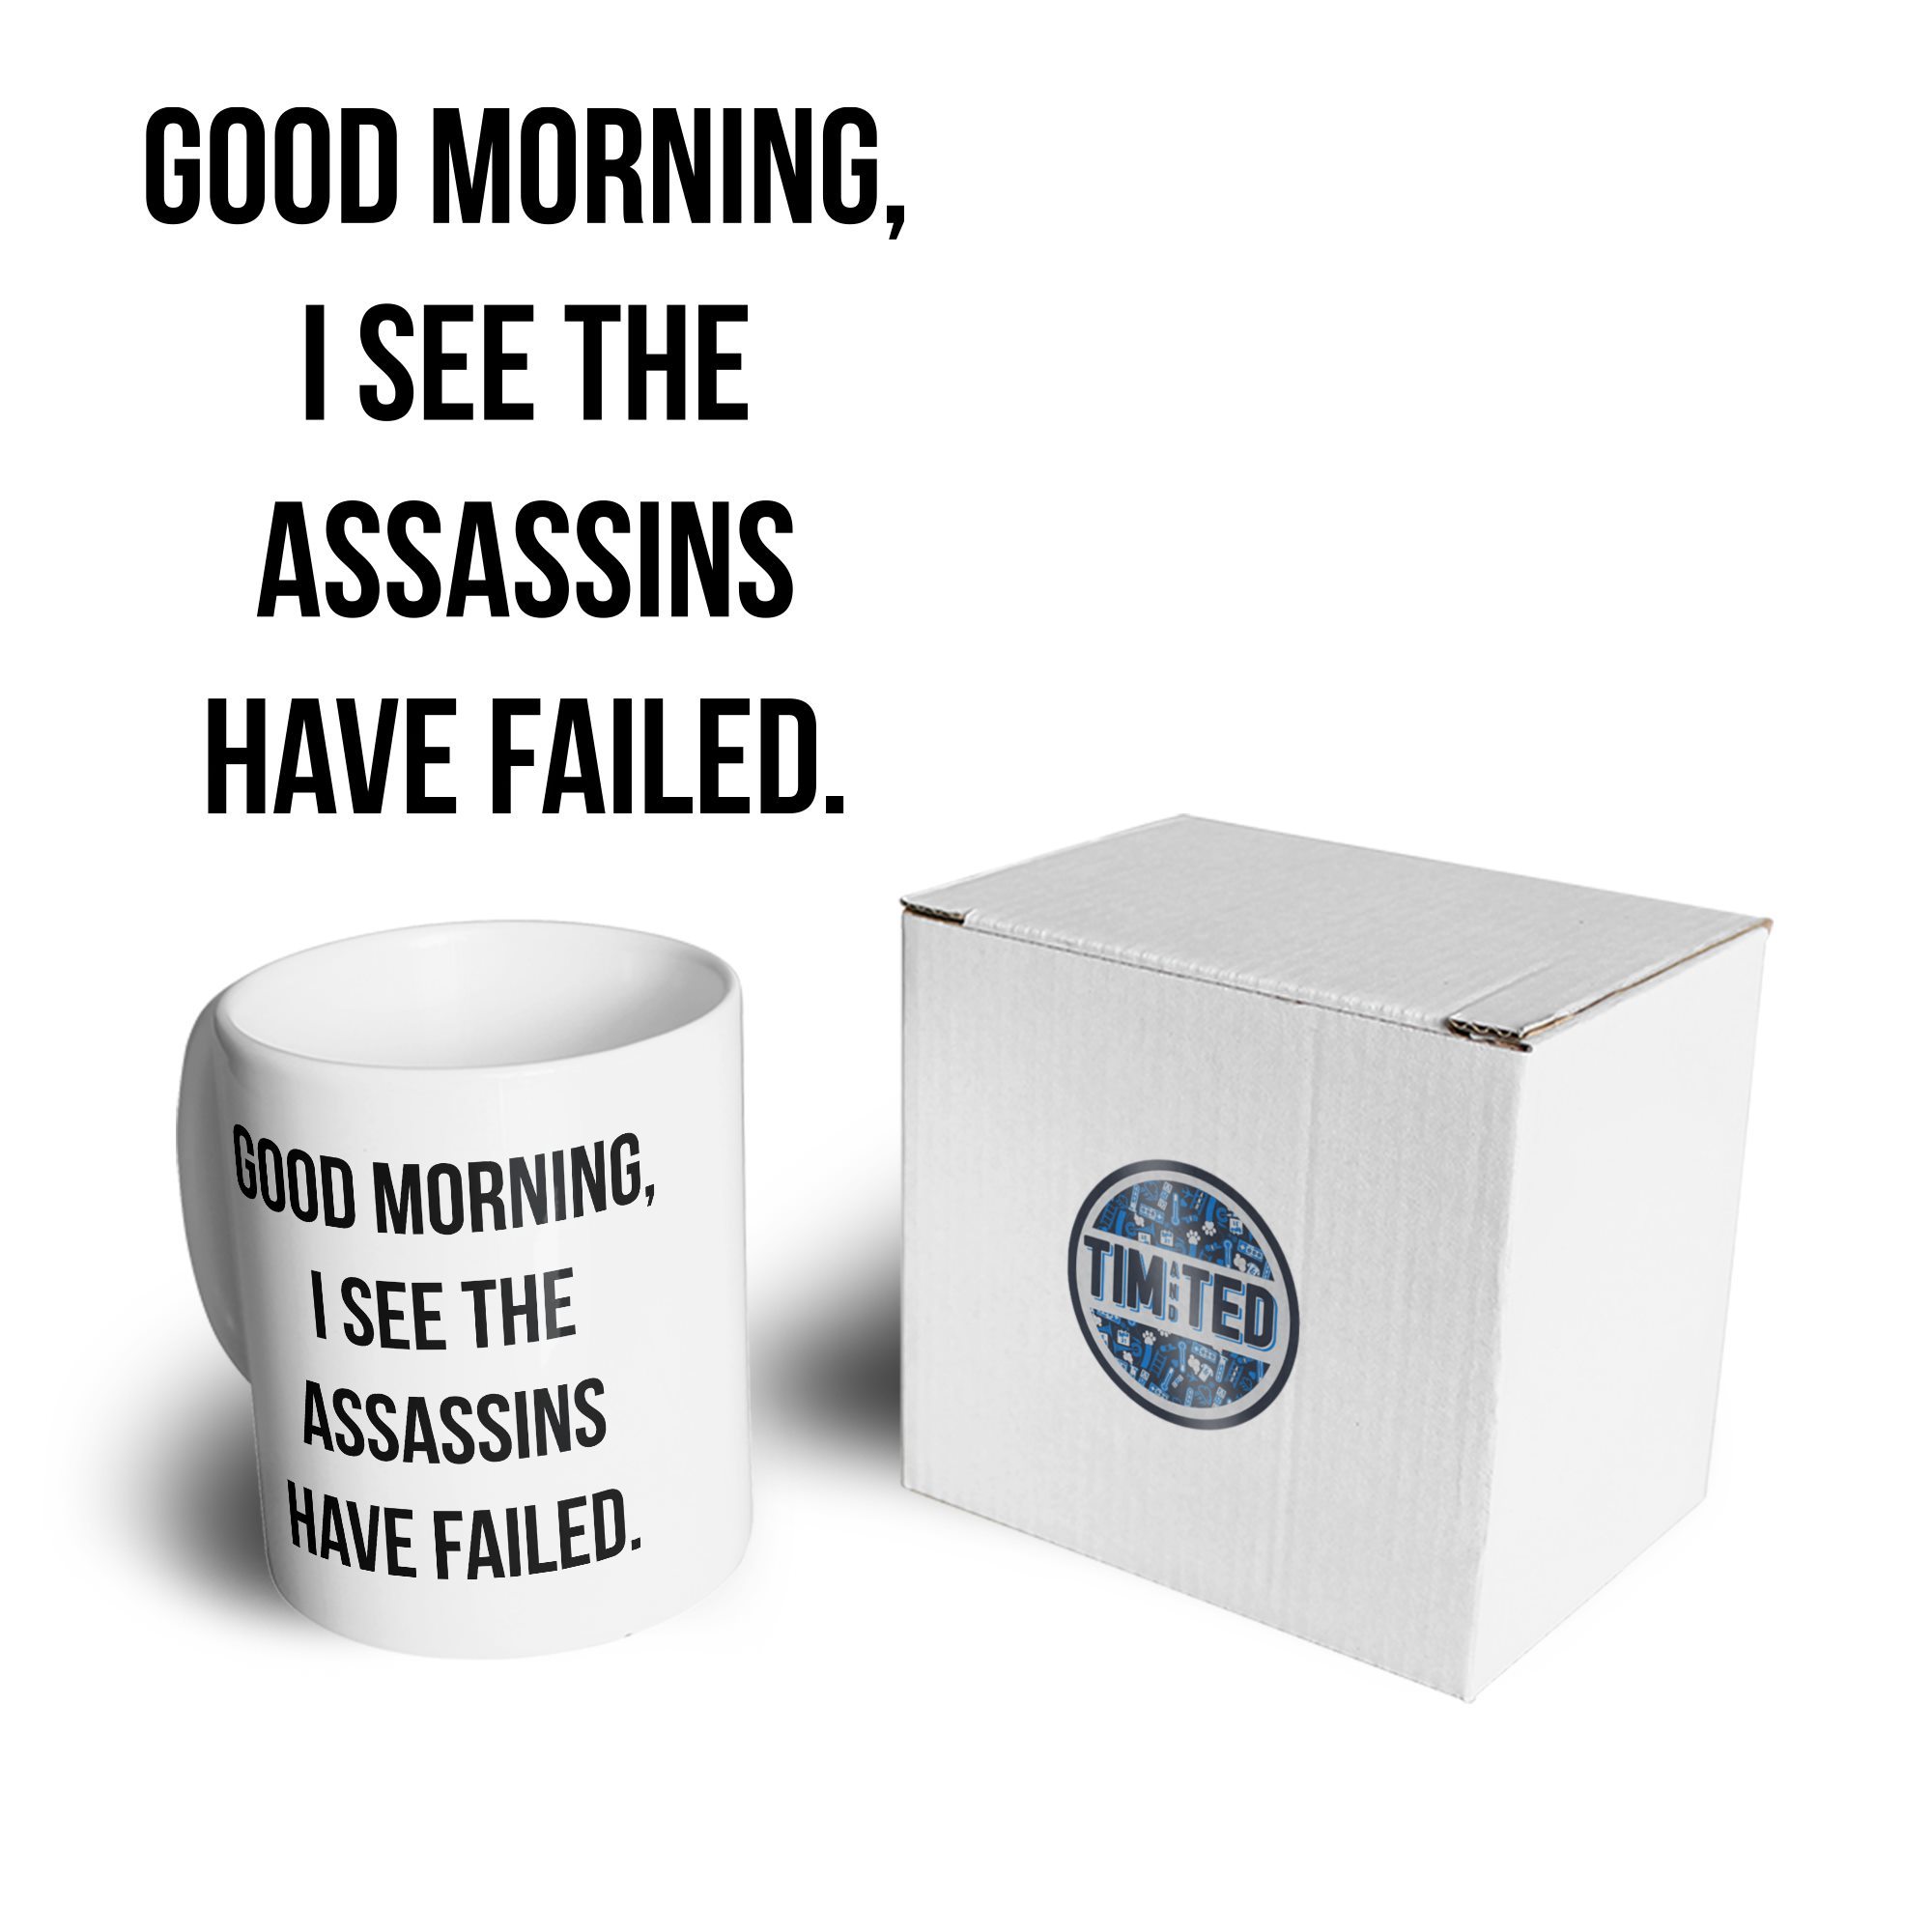 GOOD MORNING,
I SEE THE
ASSASSINS
HAVE FAILED.
GOOD MORNING,
I SEE THE
ASSASSINS
HAVE FAILED.
TIM AND TED